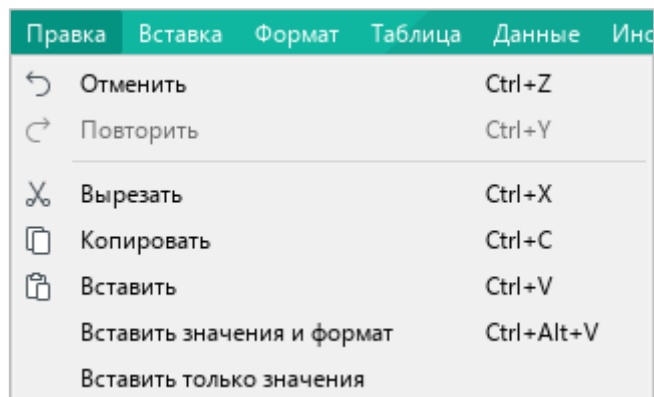 Правка Вставка Формат Таблица Данные
Отменить Ctrl+Z
Повторить Ctrl+Y
Вырезать Ctrl+X
Копировать Ctrl+C
Вставить Ctrl+V
Вставить значения и формат Ctrl+Alt+V
Вставить только значения